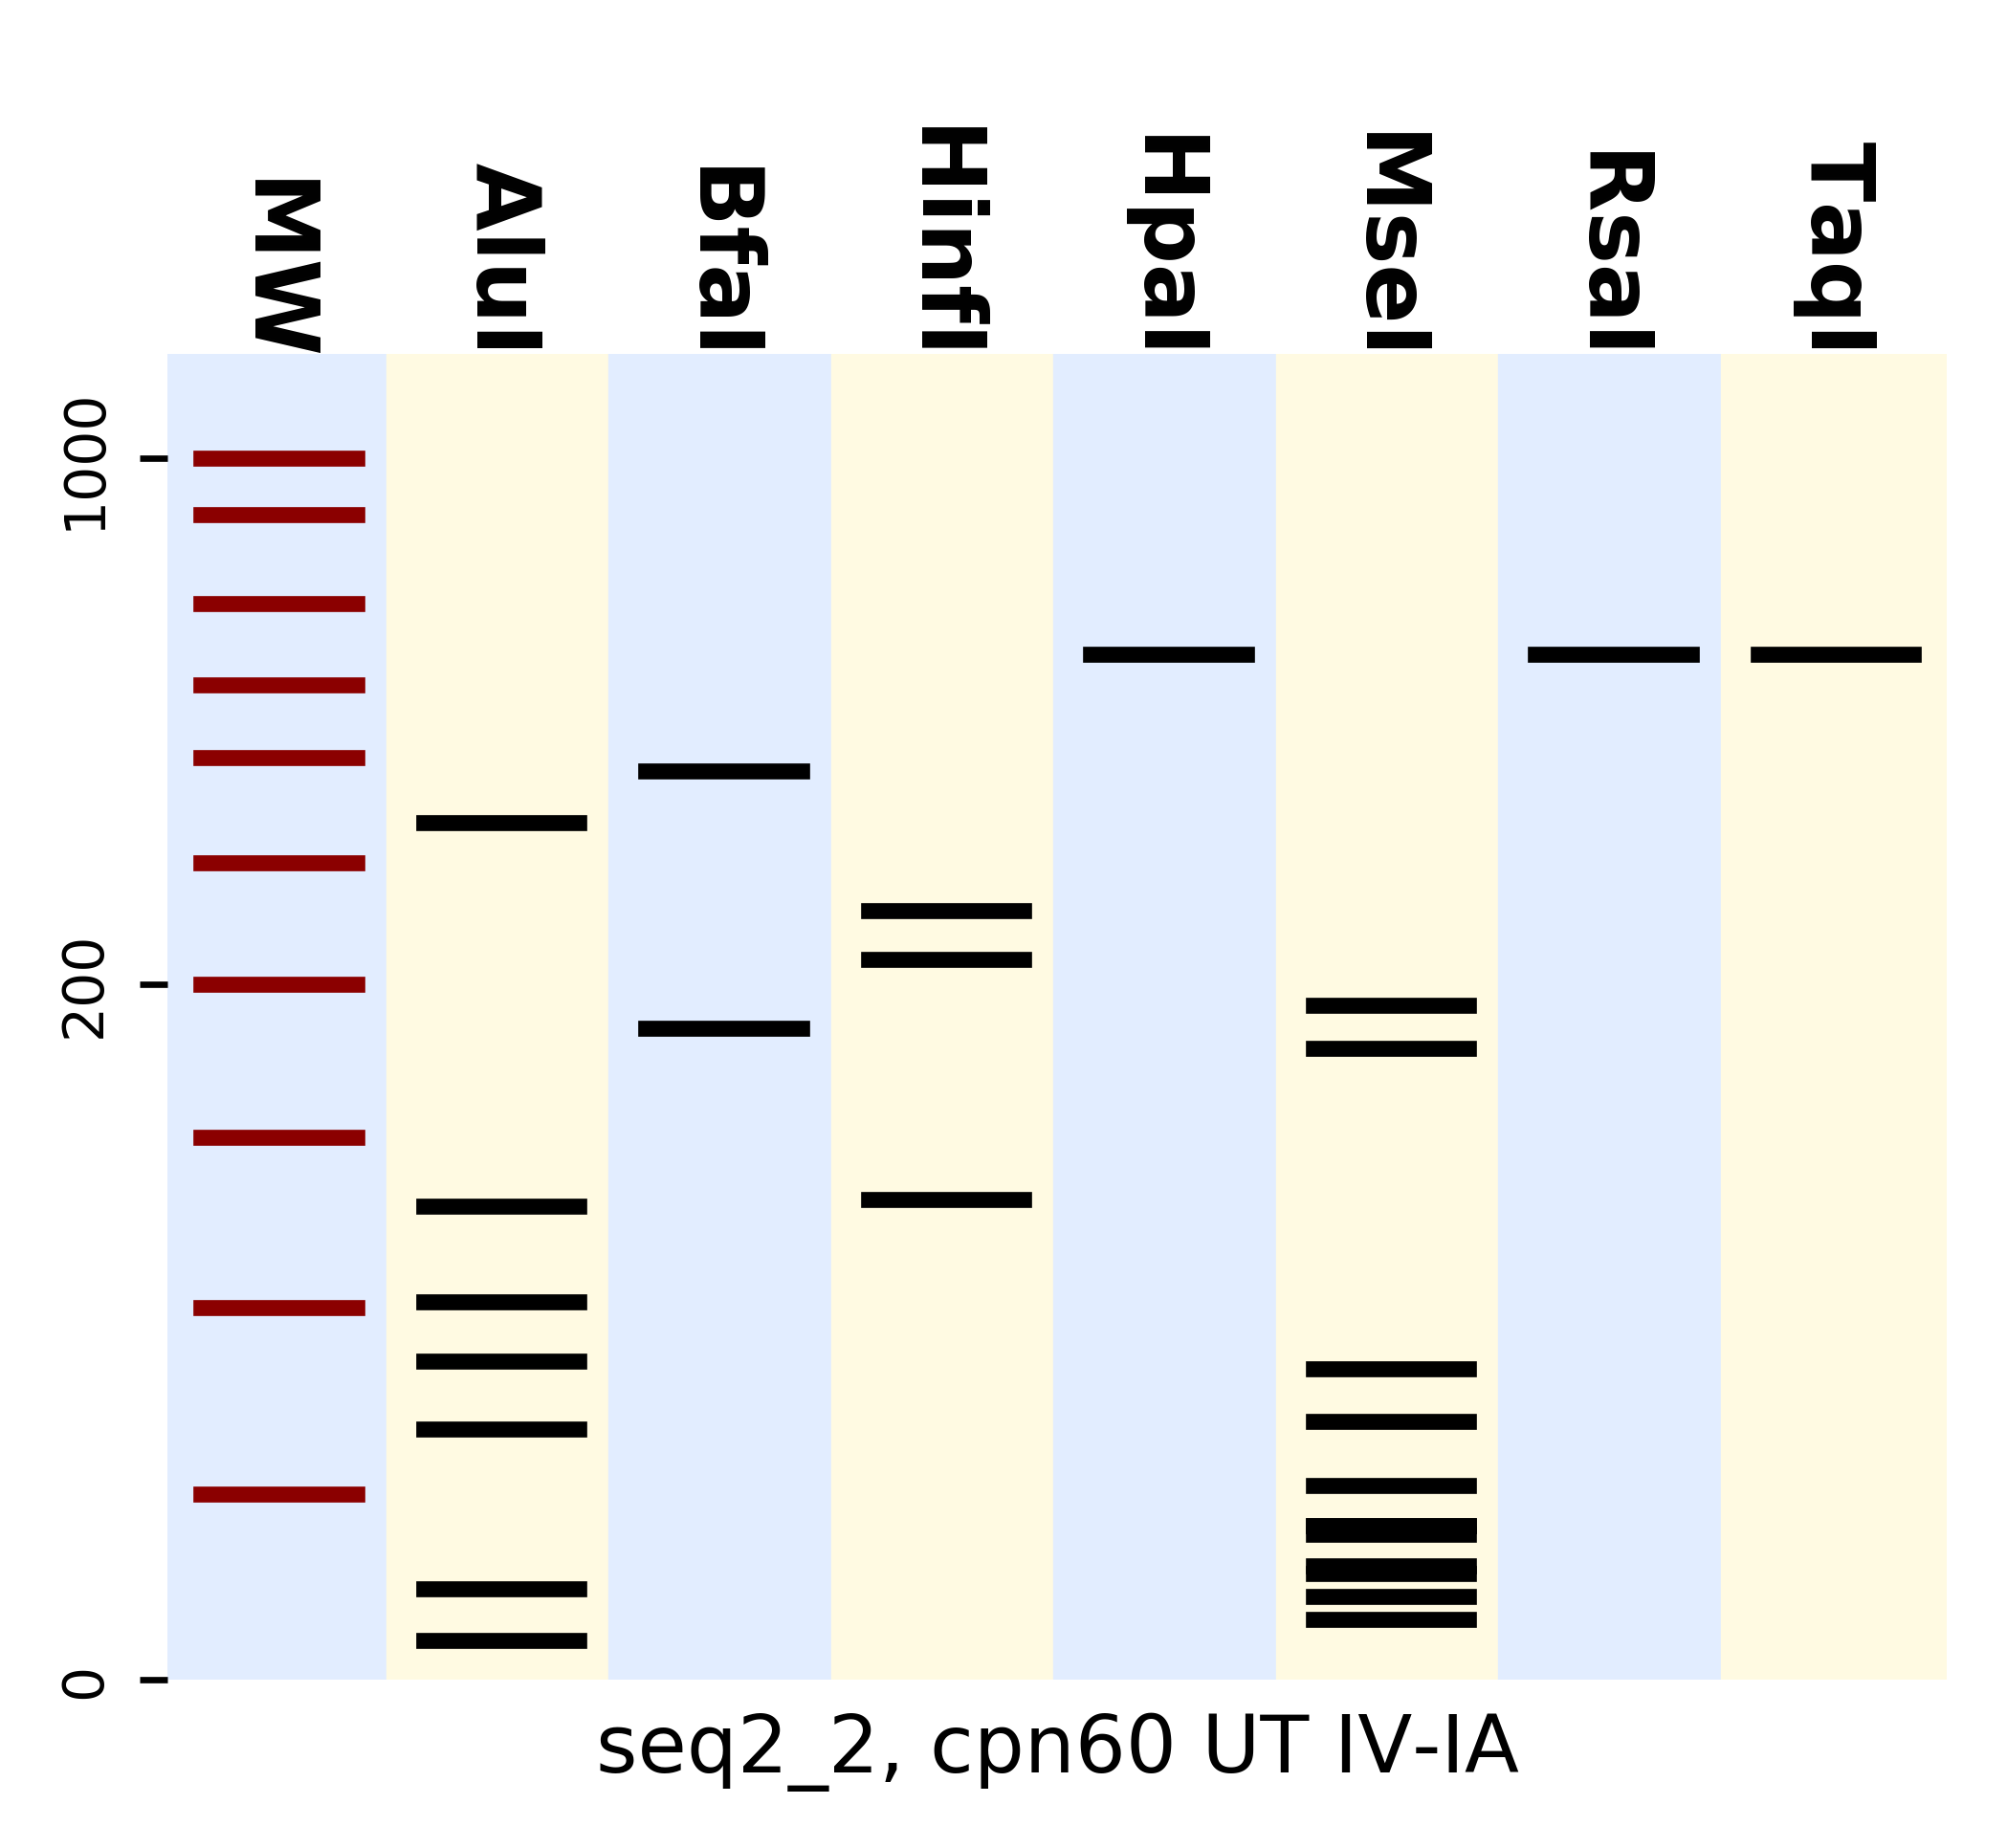 MW
AluI
BfaI
HinfI
HpaI
MseI
RsaI
TaqI
1000
200
0
seq2_2, cpn60 UT IV-IA